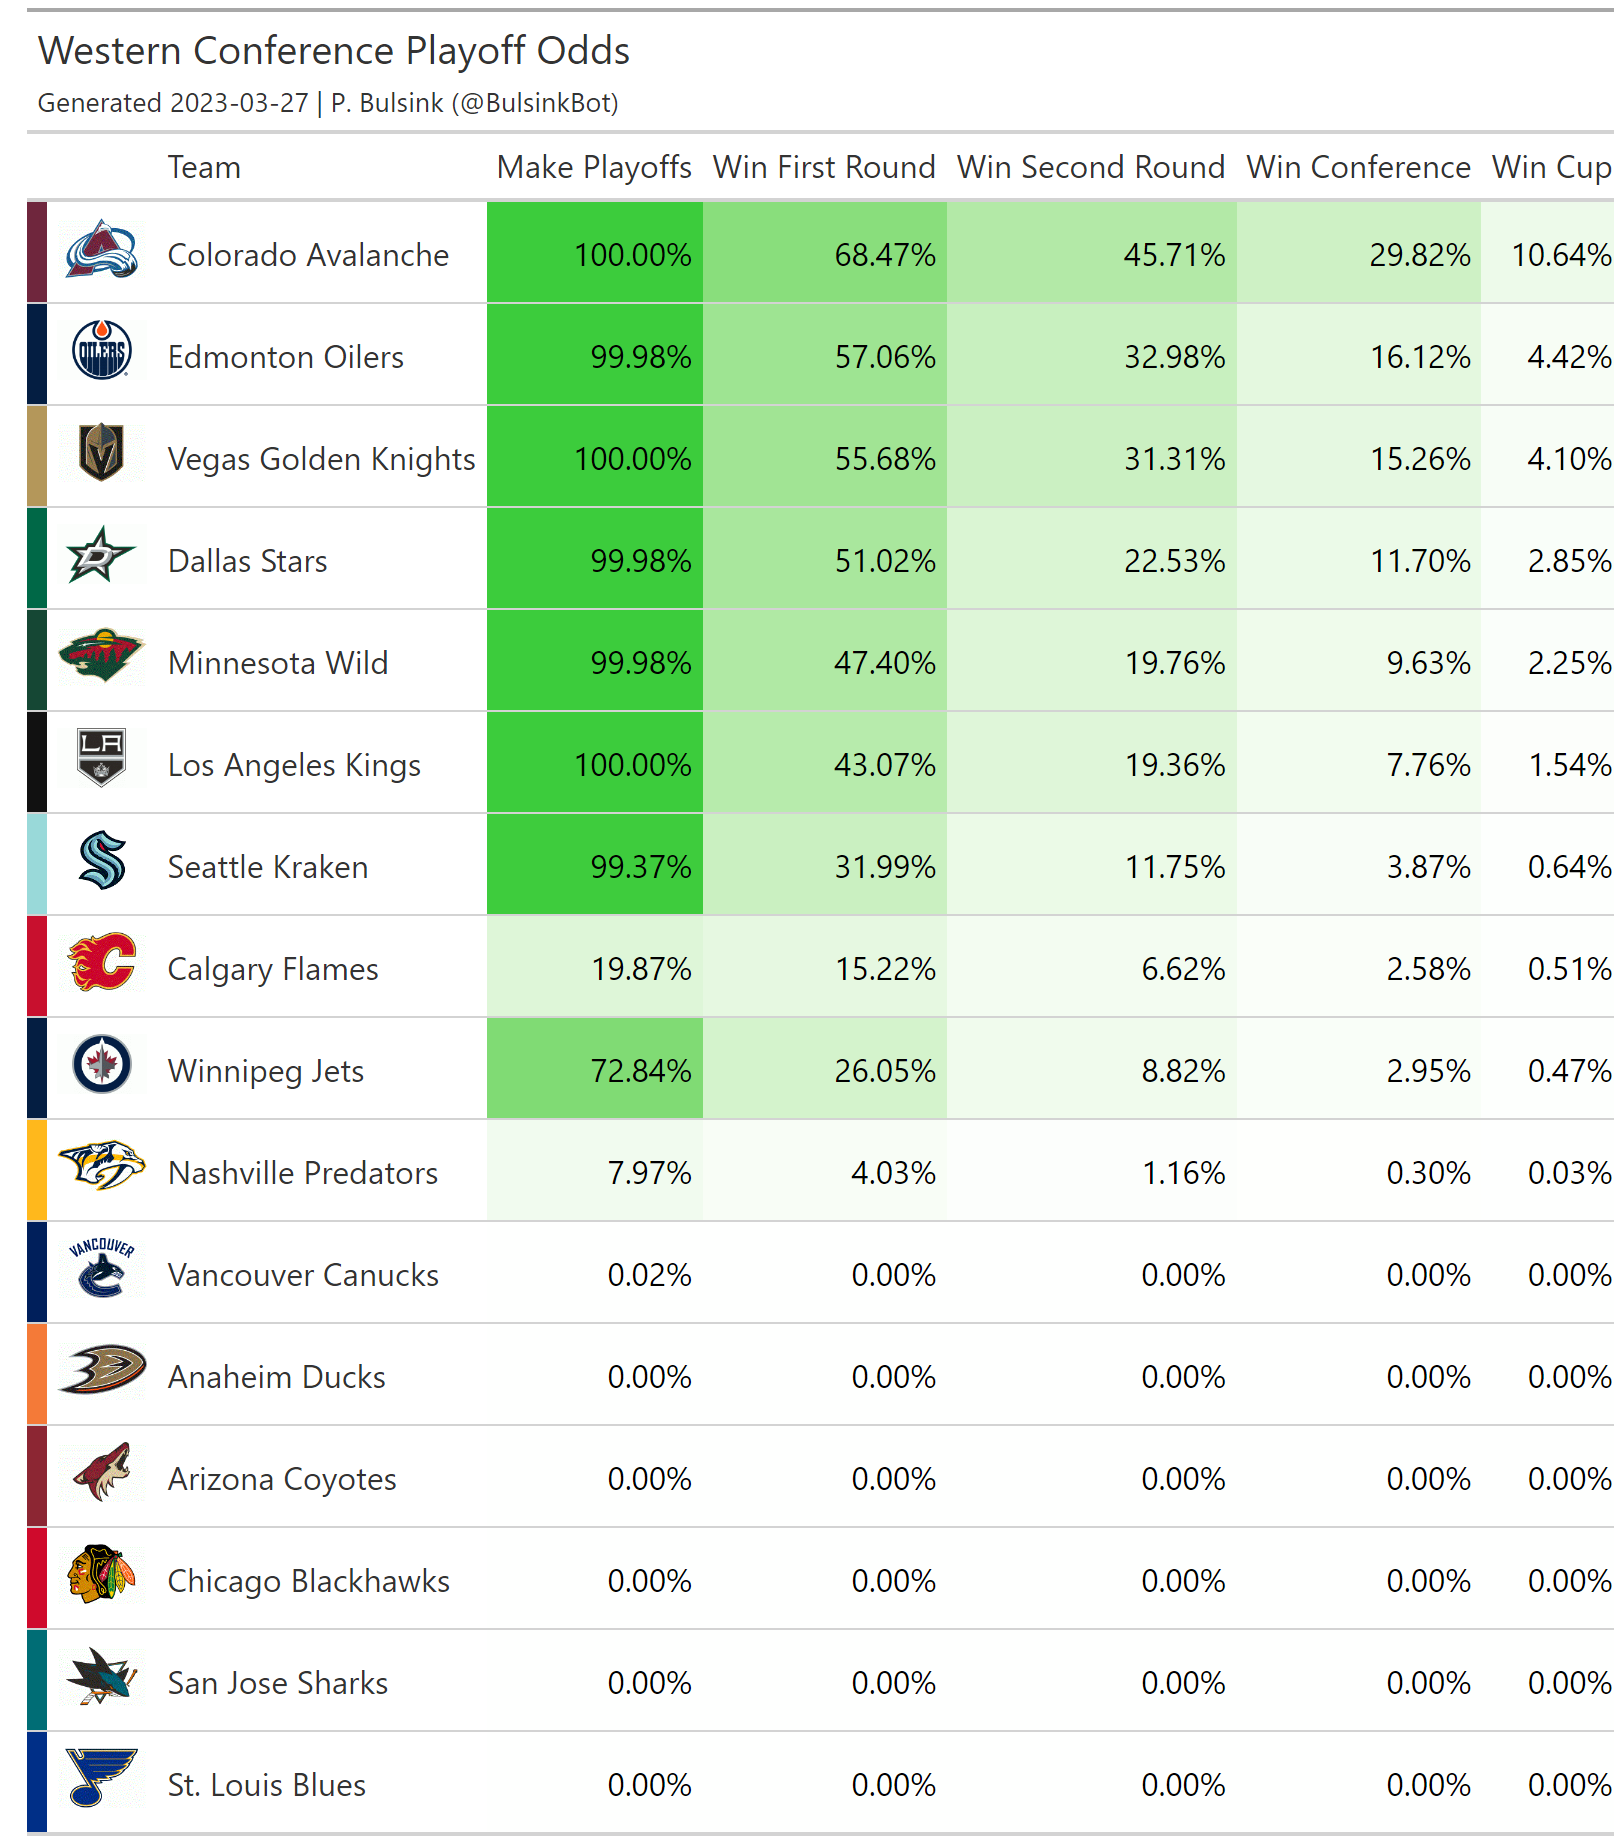 Western Conference Playoff Odds
Generated 2023-03-27 | P. Bulsink (@BulsinkBot)
Team Make Playoffs Win First Round Win Second Round Win Conference Win Cup
Colorado Avalanche 100.00% 68.47% 45.71% 29.82% 10.64%
OILERS Edmonton Oilers 99.98% 57.06% 32.98% 16.12% 4.42%
Vegas Golden Knights 100.00% 55.68% 31.31% 15.26% 4.10%
D Dallas Stars 99.98% 51.02% 22.53% 11.70% 2.85%
Minnesota Wild 99.98% 47.40% 19.76% 9.63% 2.25%
LA Los Angeles Kings 100.00% 43.07% 19.36% 7.76% 1.54%
Seattle Kraken 99.37% 31.99% 11.75% 3.87% 0.64%
C Calgary Flames 19.87% 15.22% 6.62% 2.58% 0.51%
Winnipeg Jets 72.84% 26.05% 8.82% 2.95% 0.47%
Nashville Predators 7.97% 4.03% 1.16% 0.30% 0.03%
VANCOUVER Vancouver Canucks 0.02% 0.00% 0.00% 0.00% 0.00%
Anaheim Ducks 0.00% 0.00% 0.00% 0.00% 0.00%
Arizona Coyotes 0.00% 0.00% 0.00% 0.00% 0.00%
Chicago Blackhawks 0.00% 0.00% 0.00% 0.00% 0.00%
San Jose Sharks 0.00% 0.00% 0.00% 0.00% 0.00%
St. Louis Blues 0.00% 0.00% 0.00% 0.00% 0.00%